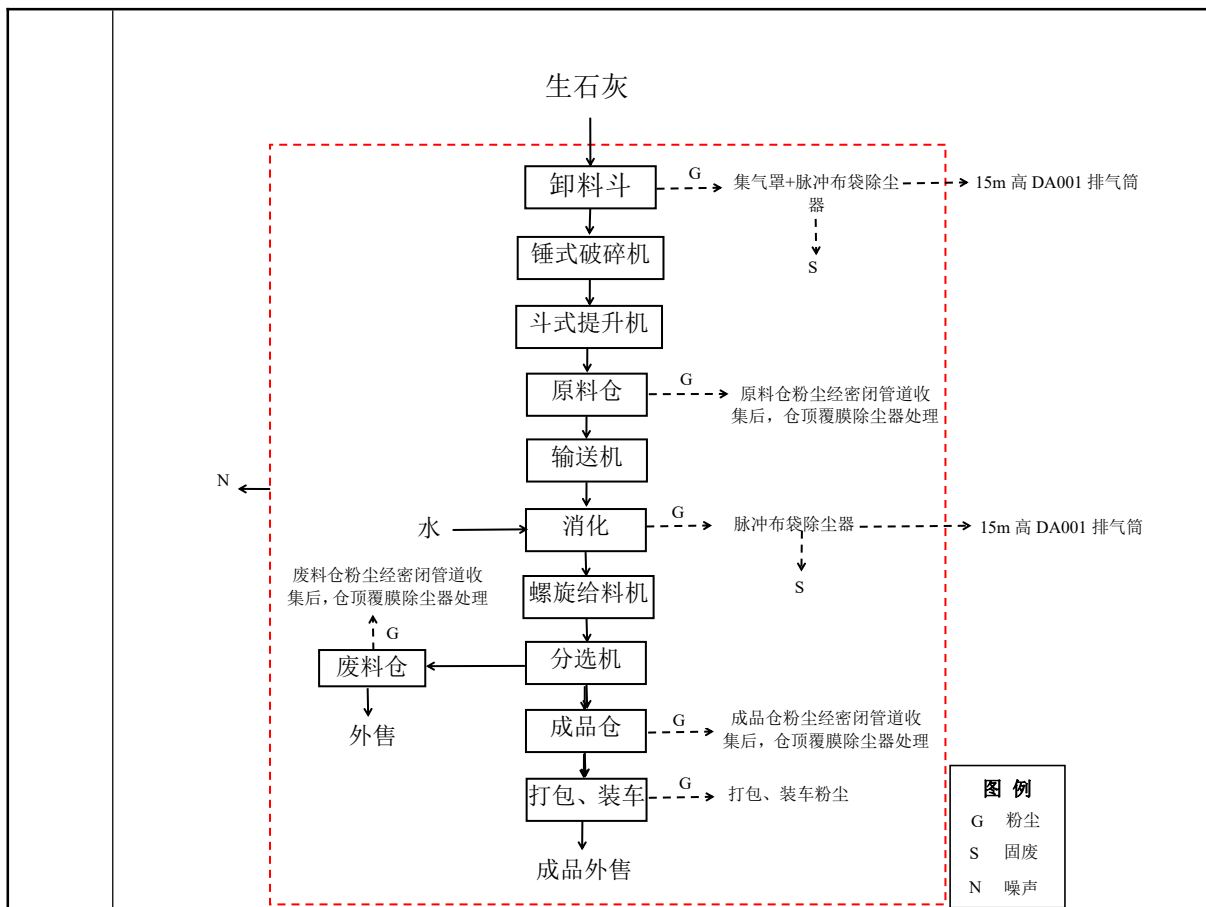 生石灰
卸料斗
G
集气罩+脉冲布袋除尘
器
15m 高 DA001 排气筒
S
锤式破碎机
斗式提升机
原料仓
G
原料仓粉尘经密闭管道收
集后，仓顶覆膜除尘器处理
输送机
N
水
消化
G
脉冲布袋除尘器
15m 高 DA001 排气筒
S
螺旋给料机
废料仓粉尘经密闭管道收
集后，仓顶覆膜除尘器处理
G
分选机
废料仓
外售
成品仓
G
成品仓粉尘经密闭管道收
集后，仓顶覆膜除尘器处理
打包、装车
G
打包、装车粉尘
成品外售
图 例
G 粉尘
S 固废
N 噪声